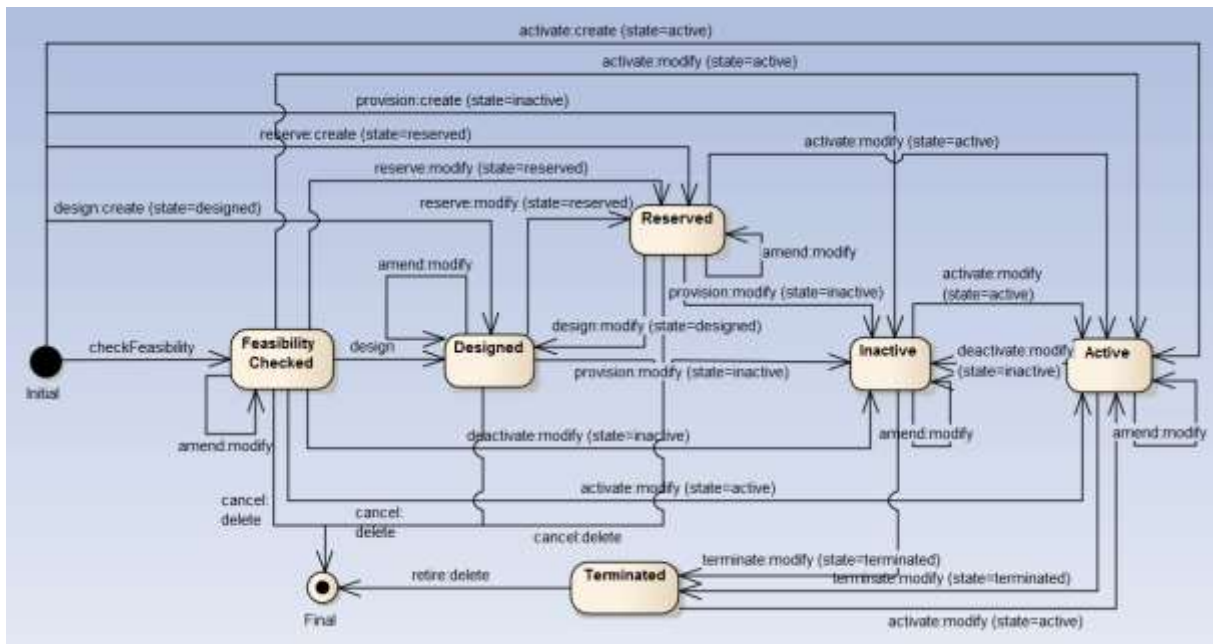 activate:create (state=active)
activate:modify (state=active)
provision:create (state=inactive)
reserve:create (state=reserved)
activate:modify (state=active)
reserve:modify (state=reserved)
design:create (state=designed)
reserve:modify (state=reserved)
Reserved
amend:modify
amend:modify
activate:modify
(state=active)
provision:modify (state=inactive)
design:modify (state=designed)
checkFeasibility
Feasibility
Checked
design
Designed
Inactive
deactivate:modify
(state=inactive)
Active
provision:modify (state=inactive)
Initial
amend:modify
deactivate:modify (state=inactive)
amend:modify
amend:modify
activate:modify (state=active)
cancel:
delete
cancel:
delete
cancel:delete
terminate:modify (state=terminated)
retire:delete
Terminated
terminate:modify (state=terminated)
Final
activate:modify (state=active)